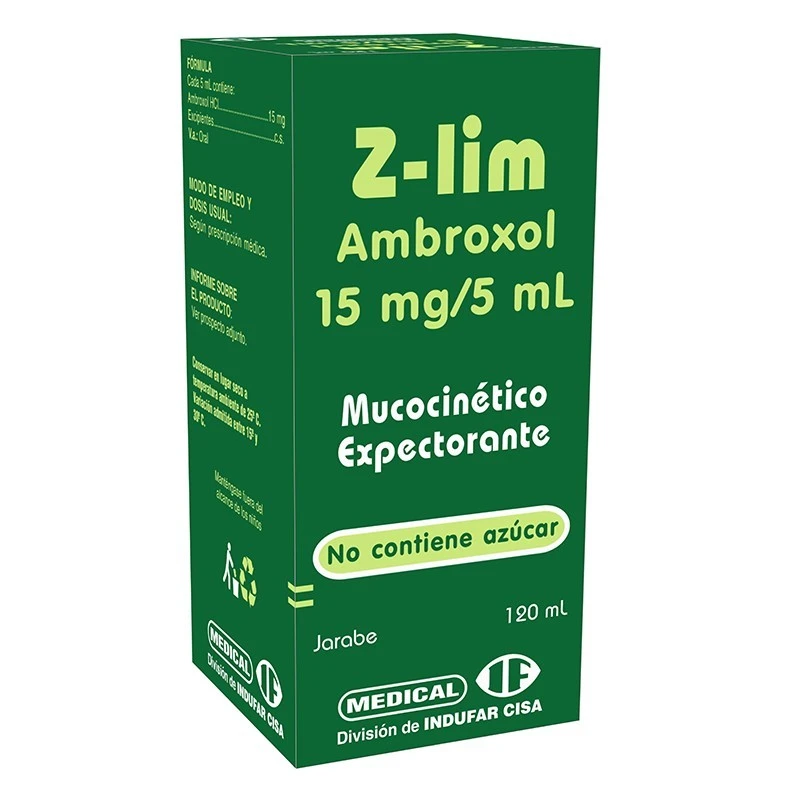 FÓRMULA
Cada 5 mL contiene:
Ambroxol HCl....................15 mg
Excipientes........................c.s.
V.a.: Oral
MODO DE EMPLEO Y
DOSIS USUAL:
Según prescripción médica.
INFORME SOBRE
EL PRODUCTO:
Ver prospecto adjunto.
Conservar en lugar seco a
temperatura ambiente de 25º C.
Variación admitida entre 15º y
30º C.
Manténgase fuera del
alcance de los niños
MEDICAL IF
División de INDUFAR CISA
Z-lim
Ambroxol
15 mg/5 mL
Mucocinético
Expectorante
No contiene azúcar
120 mL
Jarabe
MEDICAL IF
División de INDUFAR CISA